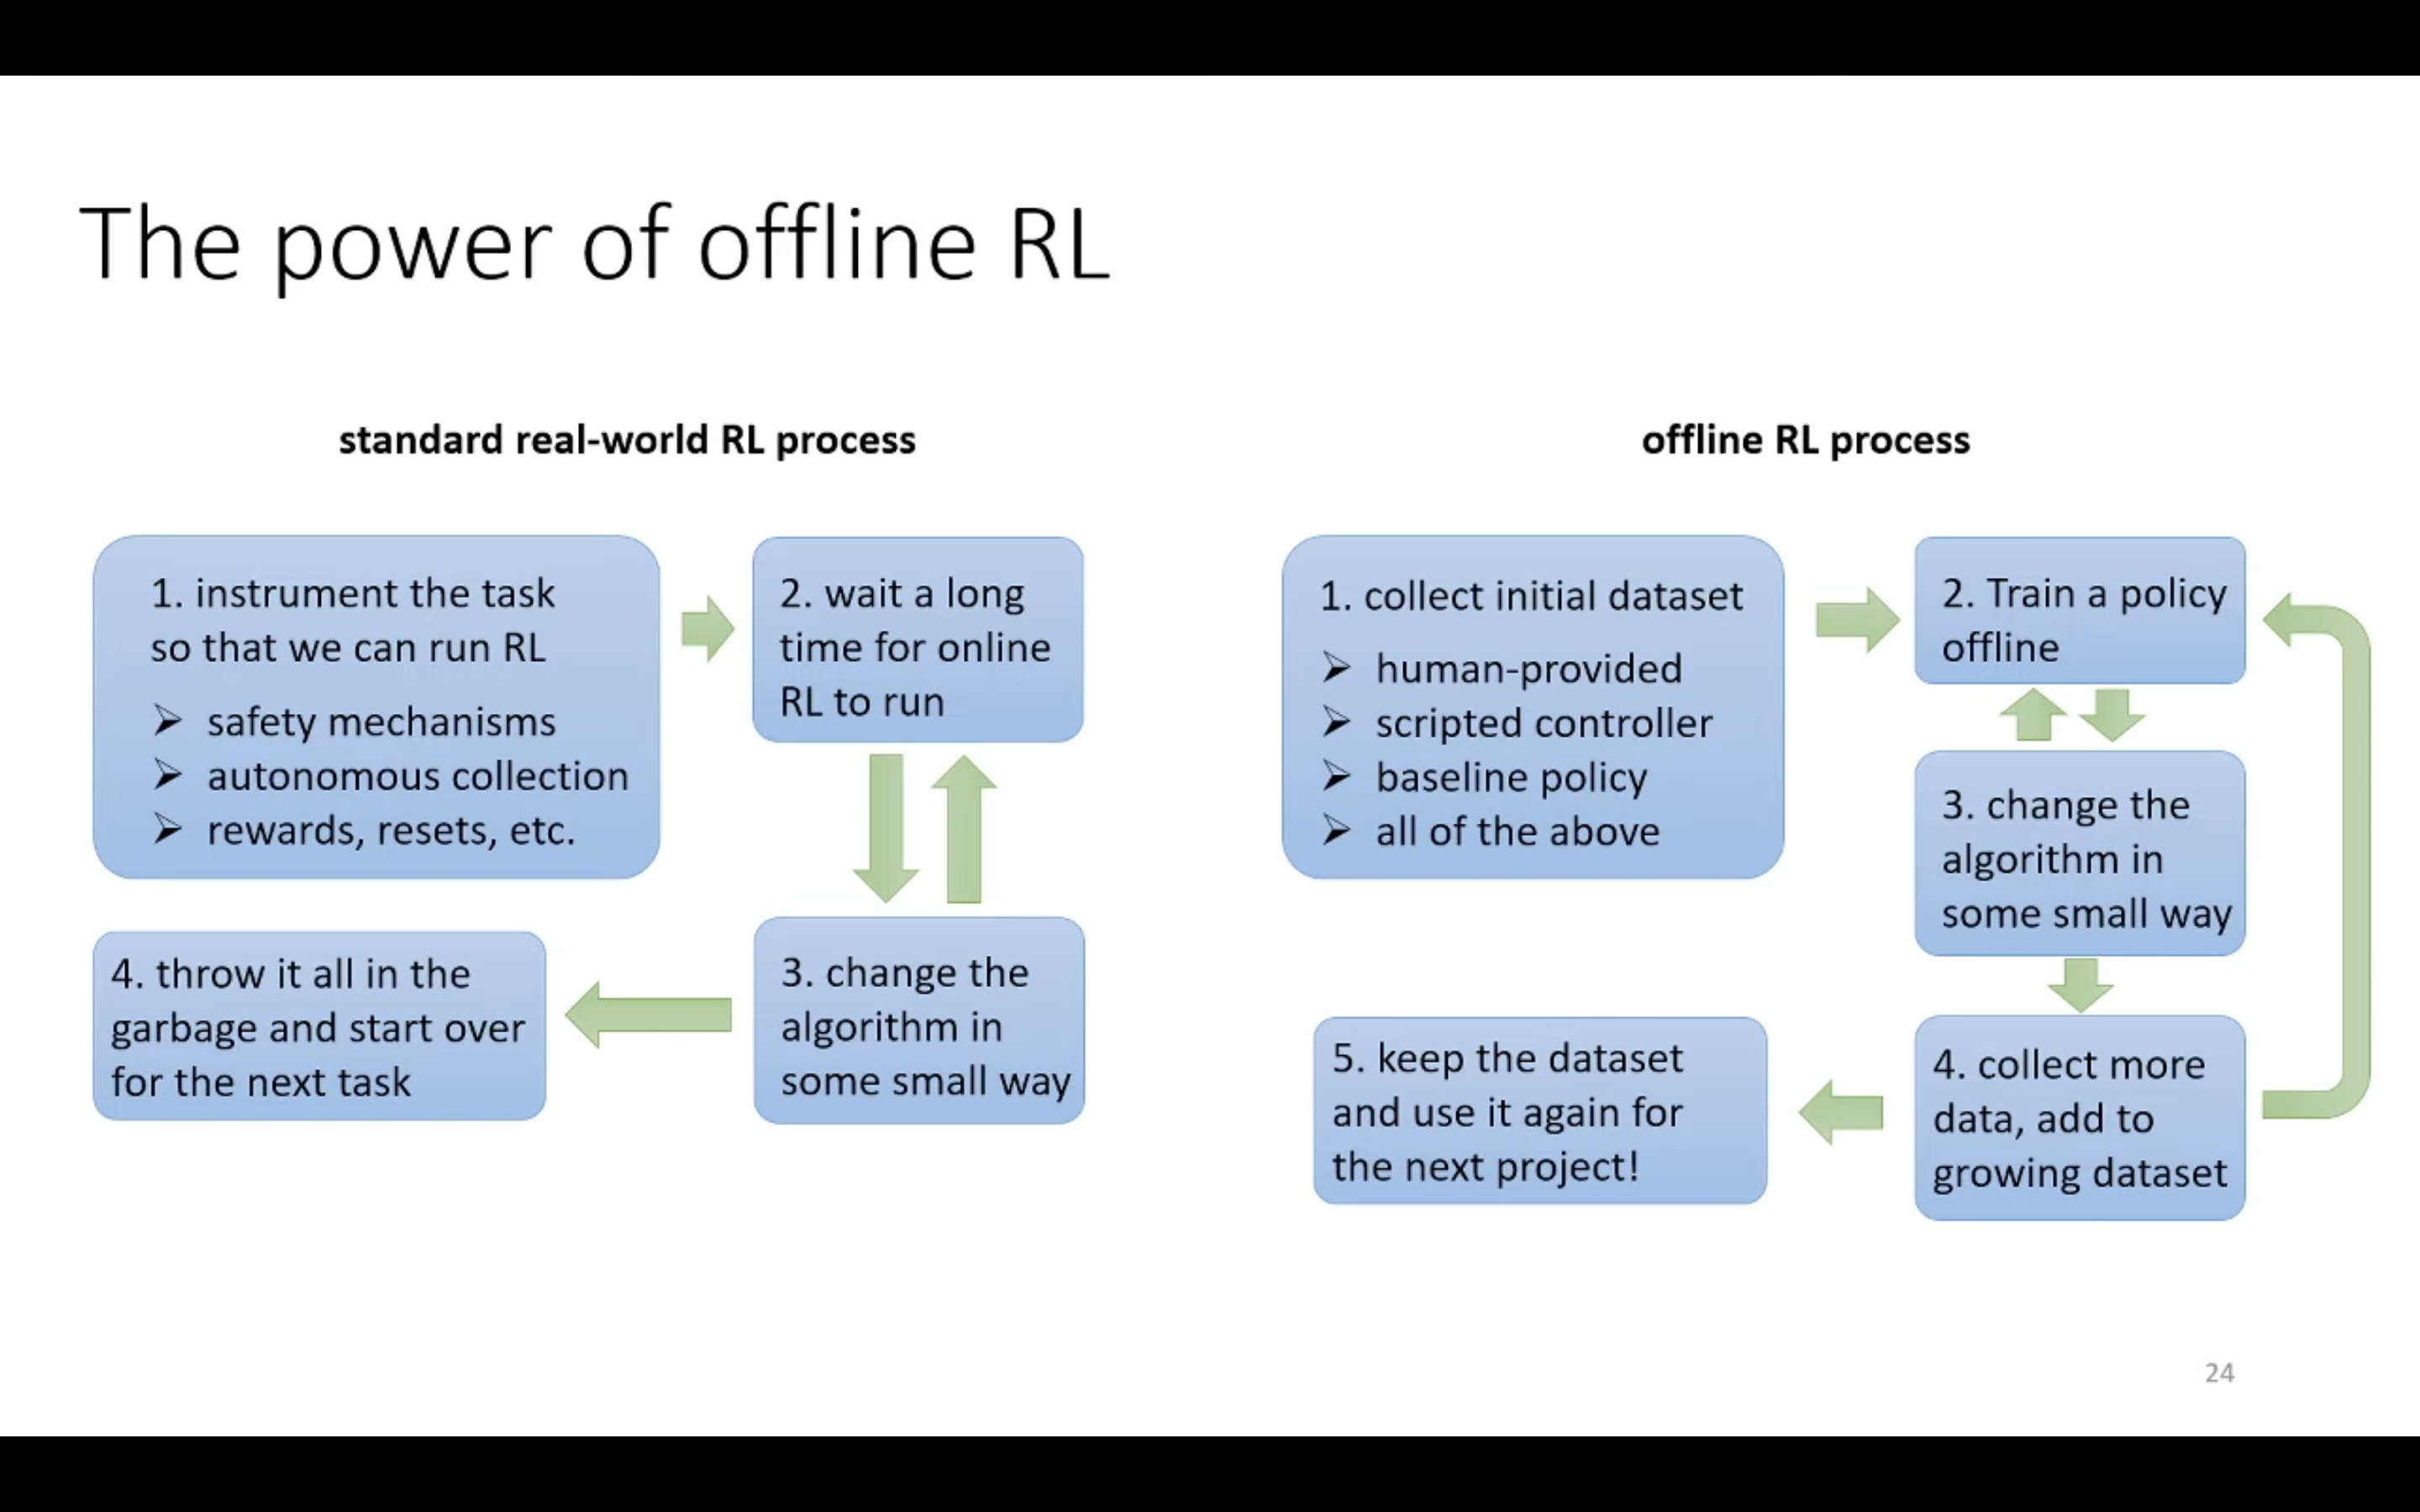 The power of offline RL
standard real-world RL process
1. instrument the task
so that we can run RL
➢ safety mechanisms
➢ autonomous collection
➢ rewards, resets, etc.
2. wait a long
time for online
RL to run
3. change the
algorithm in
some small way
4. throw it all in the
garbage and start over
for the next task
offline RL process
1. collect initial dataset
➢ human-provided
➢ scripted controller
➢ baseline policy
➢ all of the above
2. Train a policy
offline
3. change the
algorithm in
some small way
4. collect more
data, add to
growing dataset
5. keep the dataset
and use it again for
the next project!
24